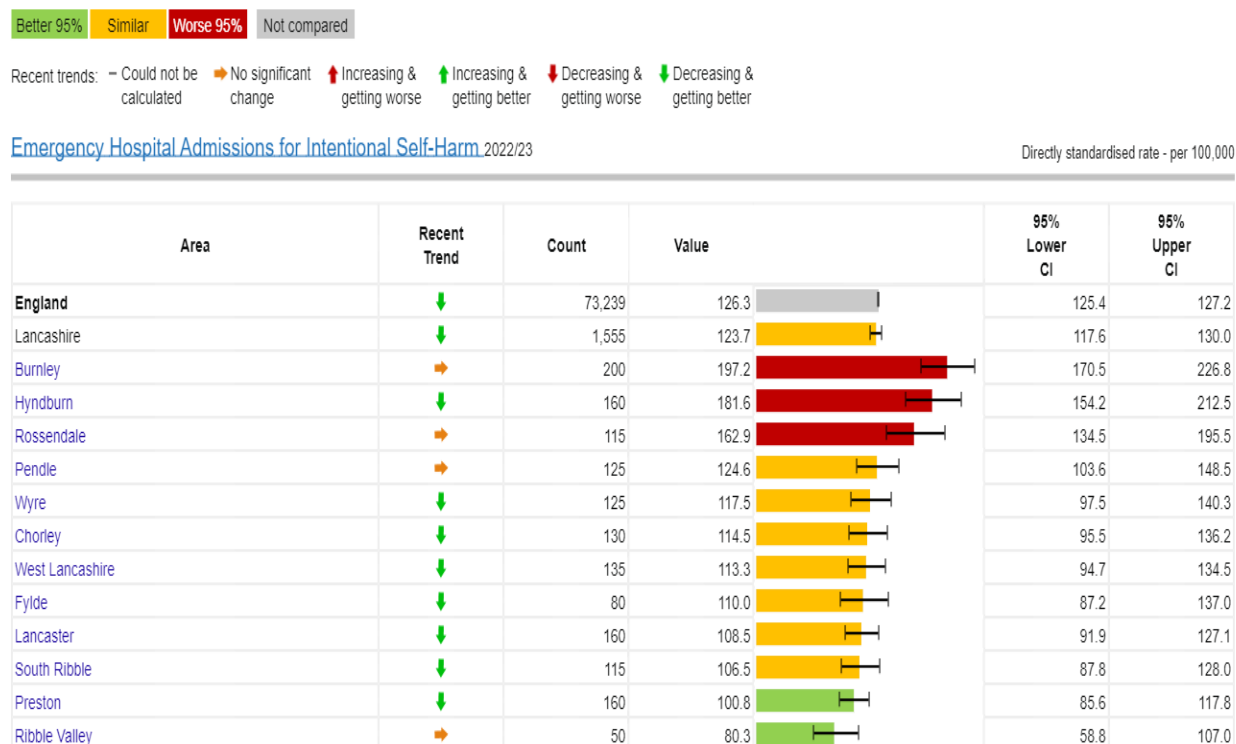 Better 95% Similar Worse 95% Not compared
Recent trends: – Could not be calculated No significant change Increasing & getting worse Increasing & getting better Decreasing & getting worse Decreasing & getting better
Emergency Hospital Admissions for Intentional Self-Harm 2022/23
Directly standardised rate - per 100,000
Area Recent Trend Count Value 95% Lower CI 95% Upper CI
England 73,239 126.3 125.4 127.2
Lancashire 1,555 123.7 117.6 130.0
Burnley 200 197.2 170.5 226.8
Hyndburn 160 181.6 154.2 212.5
Rossendale 115 162.9 134.5 195.5
Pendle 125 124.6 103.6 148.5
Wyre 125 117.5 97.5 140.3
Chorley 130 114.5 95.5 136.2
West Lancashire 135 113.3 94.7 134.5
Fylde 80 110.0 87.2 137.0
Lancaster 160 108.5 91.9 127.1
South Ribble 115 106.5 87.8 128.0
Preston 160 100.8 85.6 117.8
Ribble Valley 50 80.3 58.8 107.0